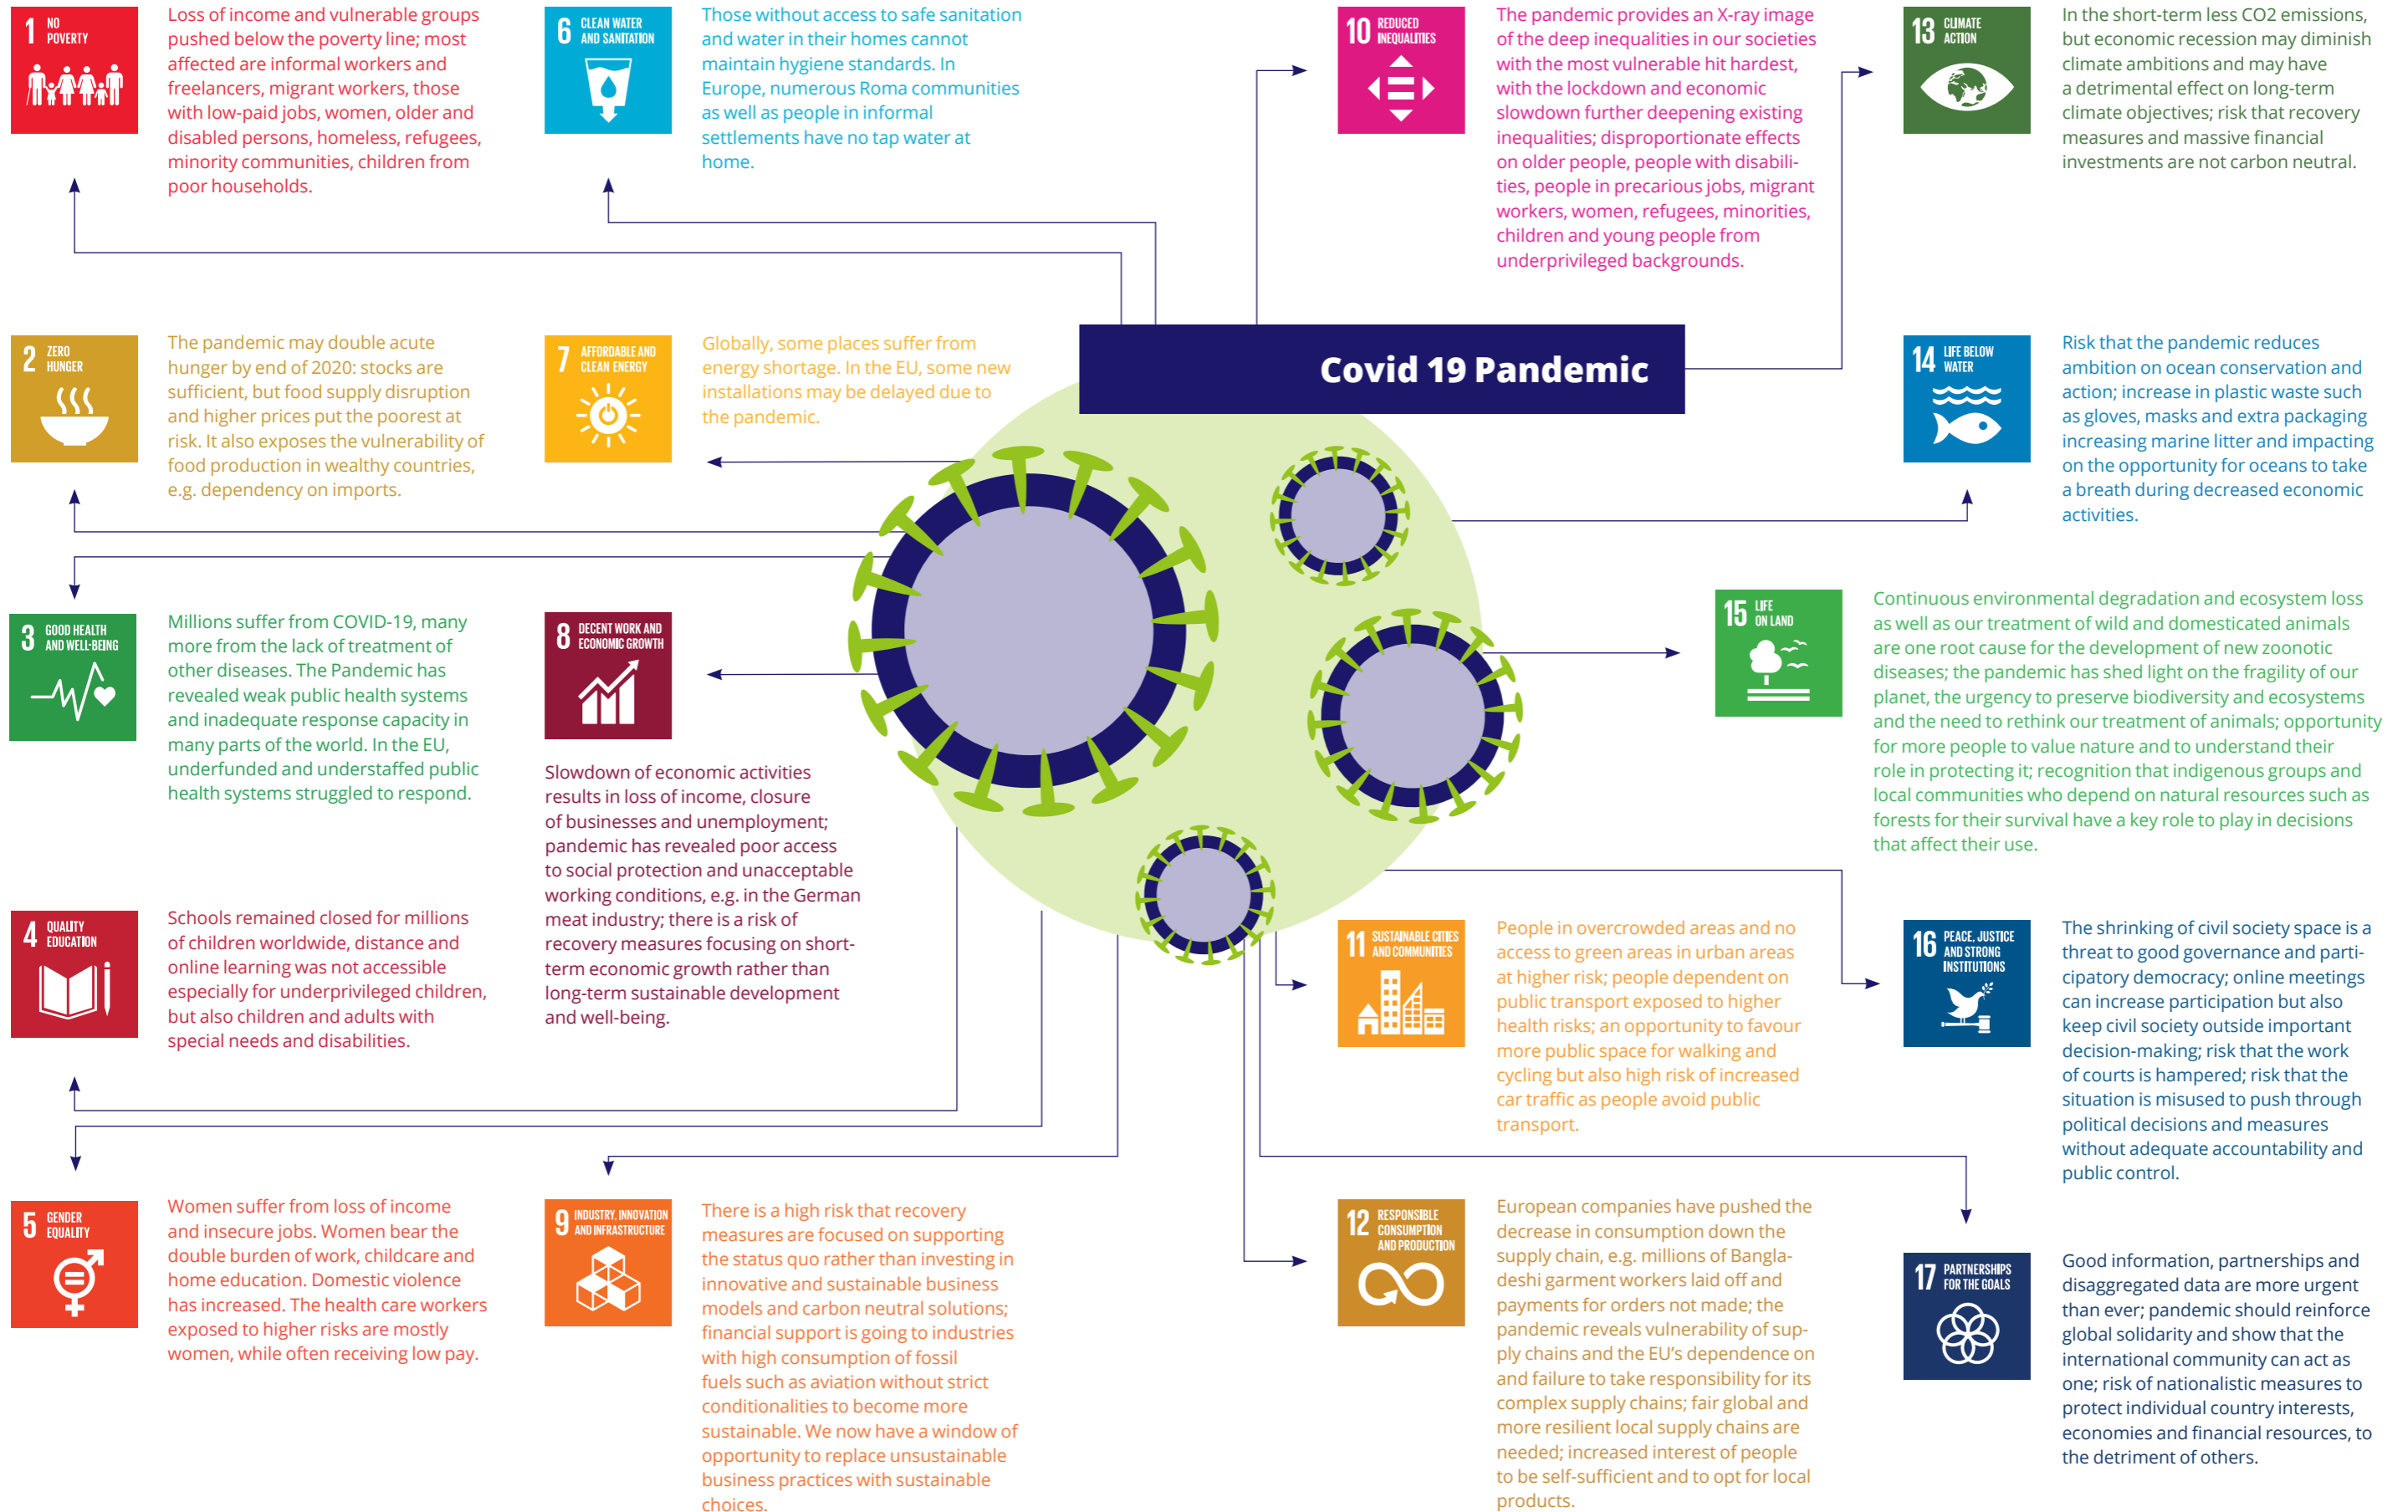 1 NO
POVERTY
Loss of income and vulnerable groups
pushed below the poverty line; most
affected are informal workers and
freelancers, migrant workers, those
with low-paid jobs, women, older and
disabled persons, homeless, refugees,
minority communities, children from
poor households.
2 ZERO
HUNGER
The pandemic may double acute
hunger by end of 2020: stocks are
sufficient, but food supply disruption
and higher prices put the poorest at
risk. It also exposes the vulnerability of
food production in wealthy countries,
e.g. dependency on imports.
3 GOOD HEALTH
AND WELL-BEING
Millions suffer from COVID-19, many
more from the lack of treatment of
other diseases. The Pandemic has
revealed weak public health systems
and inadequate response capacity in
many parts of the world. In the EU,
underfunded and understaffed public
health systems struggled to respond.
4 QUALITY
EDUCATION
Schools remained closed for millions
of children worldwide, distance and
online learning was not accessible
especially for underprivileged children,
but also children and adults with
special needs and disabilities.
5 GENDER
EQUALITY
Women suffer from loss of income
and insecure jobs. Women bear the
double burden of work, childcare and
home education. Domestic violence
has increased. The health care workers
exposed to higher risks are mostly
women, while often receiving low pay.
6 CLEAN WATER
AND SANITATION
Those without access to safe sanitation
and water in their homes cannot
maintain hygiene standards. In
Europe, numerous Roma communities
as well as people in informal
settlements have no tap water at
home.
7 AFFORDABLE AND
CLEAN ENERGY
Globally, some places suffer from
energy shortage. In the EU, some new
installations may be delayed due to
the pandemic.
8 DECENT WORK AND
ECONOMIC GROWTH
Slowdown of economic activities
results in loss of income, closure
of businesses and unemployment;
pandemic has revealed poor access
to social protection and unacceptable
working conditions, e.g. in the German
meat industry; there is a risk of
recovery measures focusing on short-
term economic growth rather than
long-term sustainable development
and well-being.
9 INDUSTRY, INNOVATION
AND INFRASTRUCTURE
There is a high risk that recovery
measures are focused on supporting
the status quo rather than investing in
innovative and sustainable business
models and carbon neutral solutions;
financial support is going to industries
with high consumption of fossil
fuels such as aviation without strict
conditionalities to become more
sustainable. We now have a window of
opportunity to replace unsustainable
business practices with sustainable
choices.
Covid 19 Pandemic
10 REDUCED
INEQUALITIES
The pandemic provides an X-ray image
of the deep inequalities in our societies
with the most vulnerable hit hardest,
with the lockdown and economic
slowdown further deepening existing
inequalities; disproportionate effects
on older people, people with disabili-
ties, people in precarious jobs, migrant
workers, women, refugees, minorities,
children and young people from
underprivileged backgrounds.
11 SUSTAINABLE CITIES
AND COMMUNITIES
People in overcrowded areas and no
access to green areas in urban areas
at higher risk; people dependent on
public transport exposed to higher
health risks; an opportunity to favour
more public space for walking and
cycling but also high risk of increased
car traffic as people avoid public
transport.
12 RESPONSIBLE
CONSUMPTION
AND PRODUCTION
European companies have pushed the
decrease in consumption down the
supply chain, e.g. millions of Bangla-
deshi garment workers laid off and
payments for orders not made; the
pandemic reveals vulnerability of sup-
ply chains and the EU's dependence on
and failure to take responsibility for its
complex supply chains; fair global and
more resilient local supply chains are
needed; increased interest of people
to be self-sufficient and to opt for local
products.
13 CLIMATE
ACTION
In the short-term less CO2 emissions,
but economic recession may diminish
climate ambitions and may have
a detrimental effect on long-term
climate objectives; risk that recovery
measures and massive financial
investments are not carbon neutral.
14 LIFE BELOW
WATER
Risk that the pandemic reduces
ambition on ocean conservation and
action; increase in plastic waste such
as gloves, masks and extra packaging
increasing marine litter and impacting
on the opportunity for oceans to take
a breath during decreased economic
activities.
15 LIFE
ON LAND
Continuous environmental degradation and ecosystem loss
as well as our treatment of wild and domesticated animals
are one root cause for the development of new zoonotic
diseases; the pandemic has shed light on the fragility of our
planet, the urgency to preserve biodiversity and ecosystems
and the need to rethink our treatment of animals; opportunity
for more people to value nature and to understand their
role in protecting it; recognition that indigenous groups and
local communities who depend on natural resources such as
forests for their survival have a key role to play in decisions
that affect their use.
16 PEACE, JUSTICE
AND STRONG
INSTITUTIONS
The shrinking of civil society space is a
threat to good governance and parti-
cipatory democracy; online meetings
can increase participation but also
keep civil society outside important
decision-making; risk that the work
of courts is hampered; risk that the
situation is misused to push through
political decisions and measures
without adequate accountability and
public control.
17 PARTNERSHIPS
FOR THE GOALS
Good information, partnerships and
disaggregated data are more urgent
than ever; pandemic should reinforce
global solidarity and show that the
international community can act as
one; risk of nationalistic measures to
protect individual country interests,
economies and financial resources, to
the detriment of others.